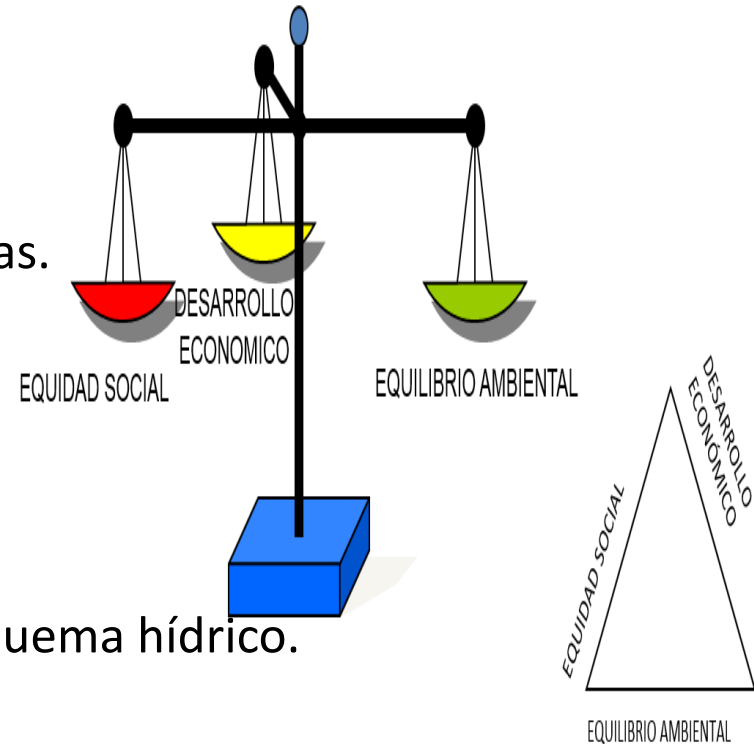 as.
DESARROLLO
ECONOMICO
EQUIDAD SOCIAL
EQUILIBRIO AMBIENTAL
DESARROLLO
ECONÓMICO
EQUIDAD SOCIAL
uema hídrico.
EQUILIBRIO AMBIENTAL